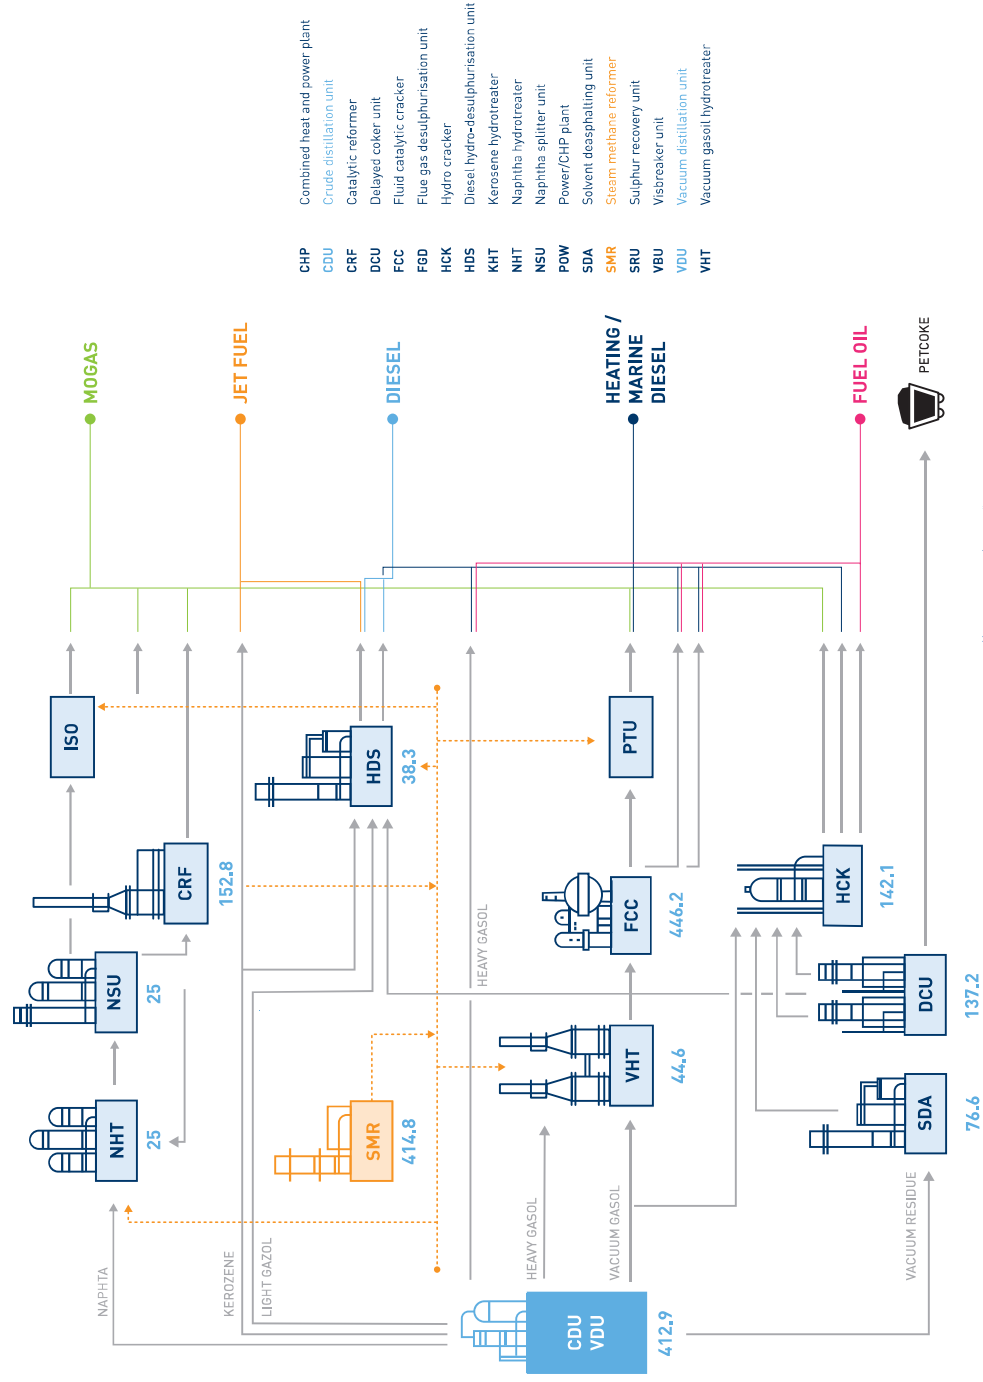 MOGAS
JET FUEL
DIESEL
HEATING /
MARINE
DIESEL
FUEL OIL
PETCOKE
CHP Combined heat and power plant
CDU Crude distillation unit
CRF Catalytic reformer
DCU Delayed coker unit
FCC Fluid catalytic cracker
FGD Flue gas desulphurisation unit
HCK Hydro cracker
HDS Diesel hydro-desulphurisation unit
KHT Kerosene hydrotreater
NHT Naphtha hydrotreater
NSU Naphtha splitter unit
POW Power/CHP plant
SDA Solvent deasphalting unit
SMR Steam methane reformer
SRU Sulphur recovery unit
VBU Visbreaker unit
VDU Vacuum distillation unit
VHT Vacuum gasoil hydrotreater
ISO
CRF
152.8
NSU
25
NHT
25
HDS
38.3
SMR
414.8
PTU
FCC
446.2
VHT
44.6
HCK
142.1
DCU
137.2
SDA
76.6
CDU
VDU
412.9
NAPHTA
KEROZENE
LIGHT GAZOL
HEAVY GASOL
HEAVY GASOL
VACUUM GASOL
VACUUM RESIDUE